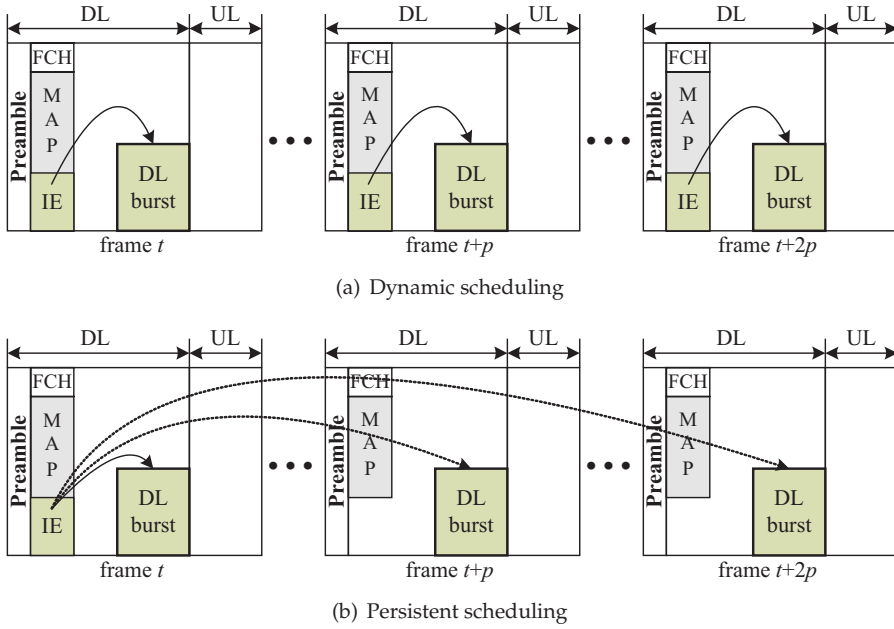 DL UL DL UL DL UL
FCH FCH FCH
Preamble Preamble Preamble
M M M
A A A
P P P
IE DL burst IE DL burst IE DL burst
frame t frame t+p frame t+2p
(a) Dynamic scheduling
DL UL DL UL DL UL
FCH FCH FCH
Preamble Preamble Preamble
M M M
A A A
P P P
IE DL burst DL burst DL burst
frame t frame t+p frame t+2p
(b) Persistent scheduling